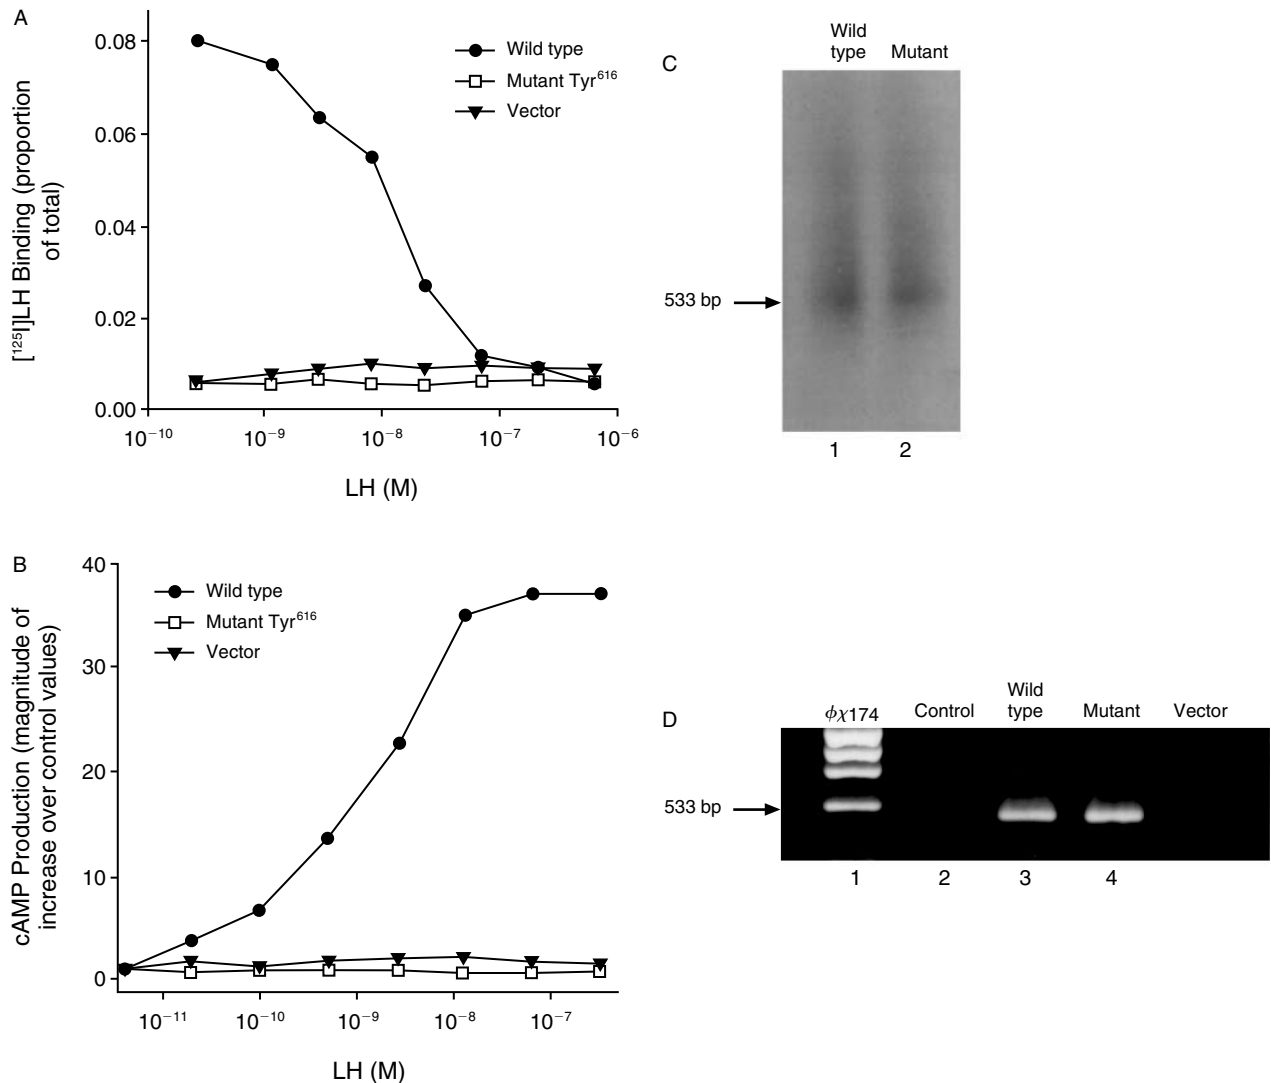 A
0.08
0.06
0.04
0.02
0.00
[125I]LH Binding (proportion
of total)
10−10
10−9
10−8
10−7
10−6
LH (M)
Wild type
Mutant Tyr616
Vector
B
40
30
20
10
0
cAMP Production (magnitude of
increase over control values)
10−11
10−10
10−9
10−8
10−7
LH (M)
Wild type
Mutant Tyr616
Vector
C
Wild
type
Mutant
533 bp
1
2
D
ϕχ174
Control
Wild
type
Mutant
Vector
533 bp
1
2
3
4